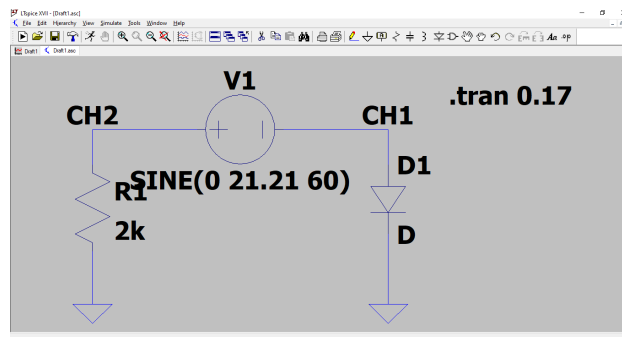 LTspice XVII - [Draft1.asc]
File Edit Hierarchy View Simulate Tools Window Help
Draft1 Draft1.asc
V1
.tran 0.17
CH2
CH1
D1
SINE(0 21.21 60)
R1
2k
D